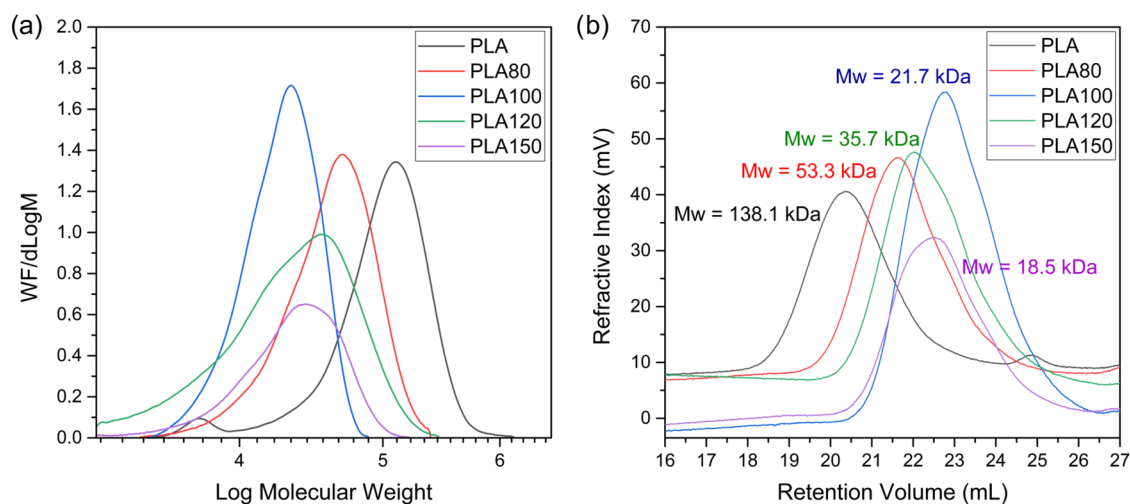 (a)
2.0
1.8
1.6
1.4
1.2
1.0
0.8
0.6
0.4
0.2
0.0
WF/dLogM
4
5
6
Log Molecular Weight
PLA
PLA80
PLA100
PLA120
PLA150
(b)
70
60
50
40
30
20
10
0
Refractive Index (mV)
16
17
18
19
20
21
22
23
24
25
26
27
Retention Volume (mL)
PLA
PLA80
PLA100
PLA120
PLA150
Mw = 21.7 kDa
Mw = 35.7 kDa
Mw = 53.3 kDa
Mw = 138.1 kDa
Mw = 18.5 kDa